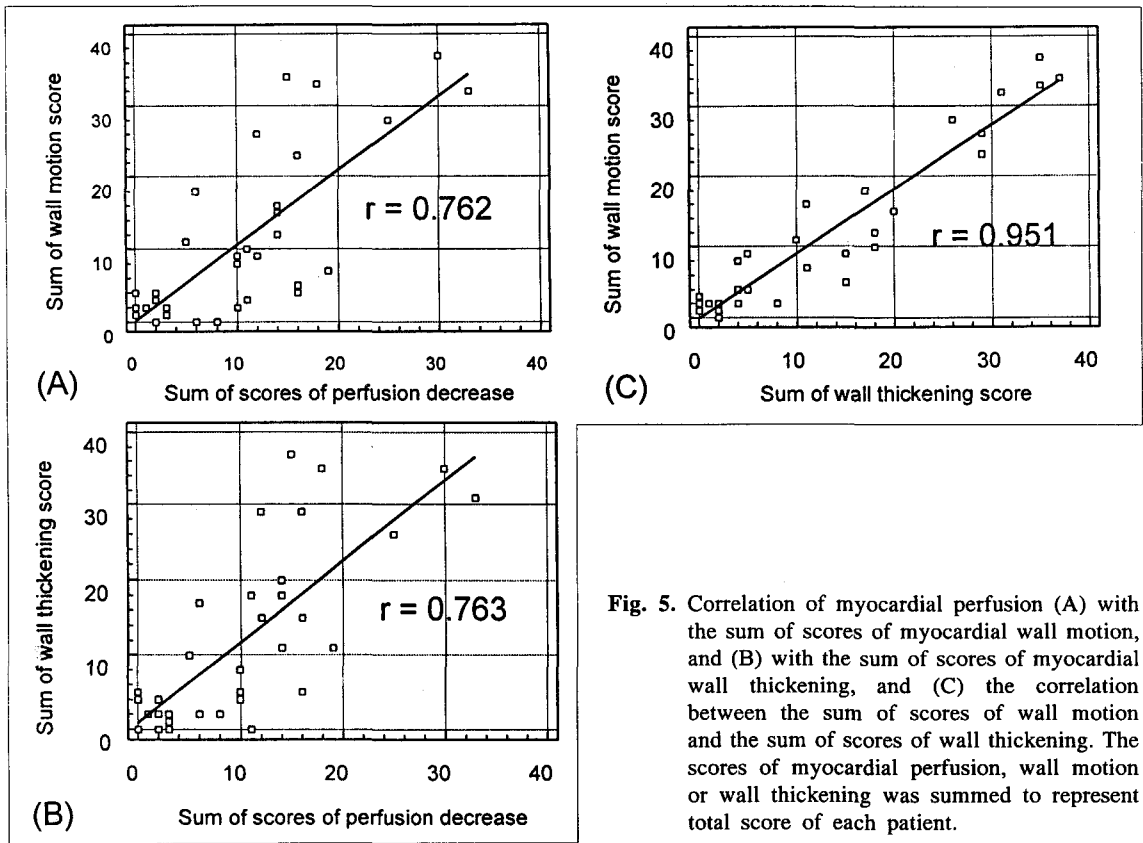 40
30
20
10
0
Sum of wall motion score
r = 0.762
0 10 20 30 40
(A) Sum of scores of perfusion decrease
40
30
20
10
0
Sum of wall motion score
r = 0.951
0 10 20 30 40
(C) Sum of wall thickening score
40
30
20
10
0
Sum of wall thickening score
r = 0.763
0 10 20 30 40
(B) Sum of scores of perfusion decrease
Fig. 5. Correlation of myocardial perfusion (A) with
the sum of scores of myocardial wall motion,
and (B) with the sum of scores of myocardial
wall thickening, and (C) the correlation
between the sum of scores of wall motion
and the sum of scores of wall thickening. The
scores of myocardial perfusion, wall motion
or wall thickening was summed to represent
total score of each patient.